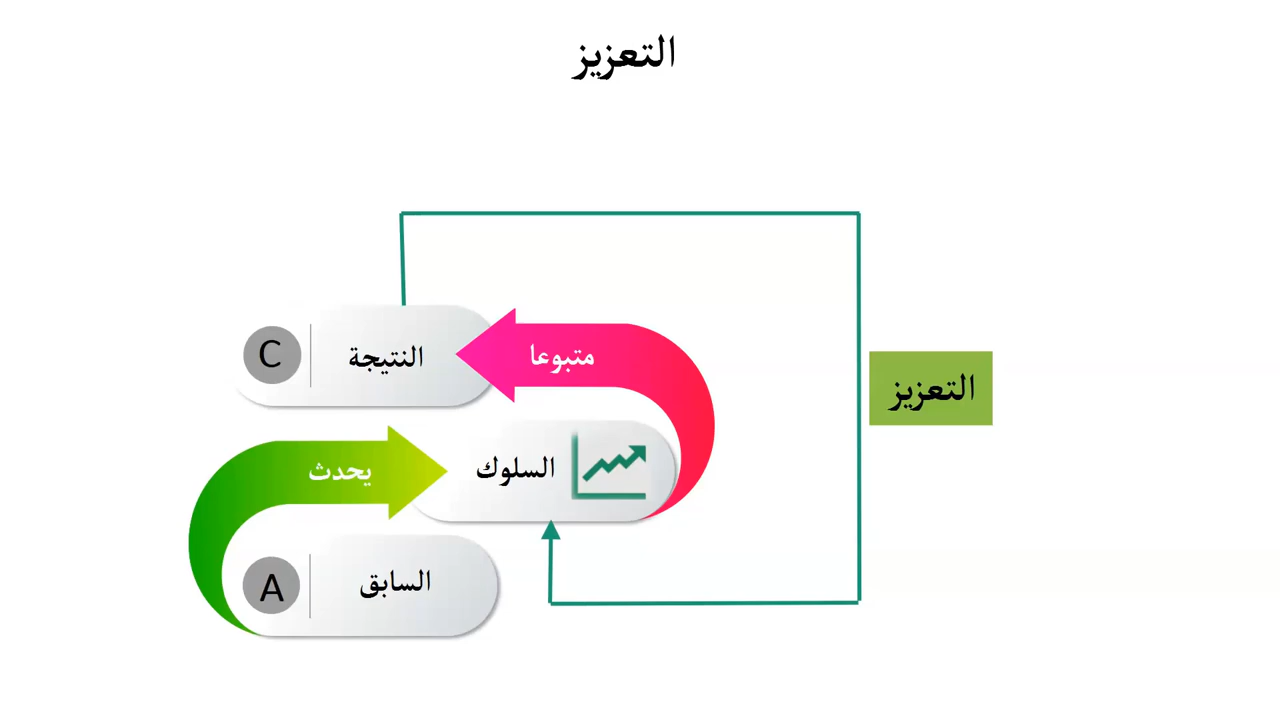 التعزيز
النتيجة
C
متبوعا
التعزيز
السلوك
يحدث
السابق
A